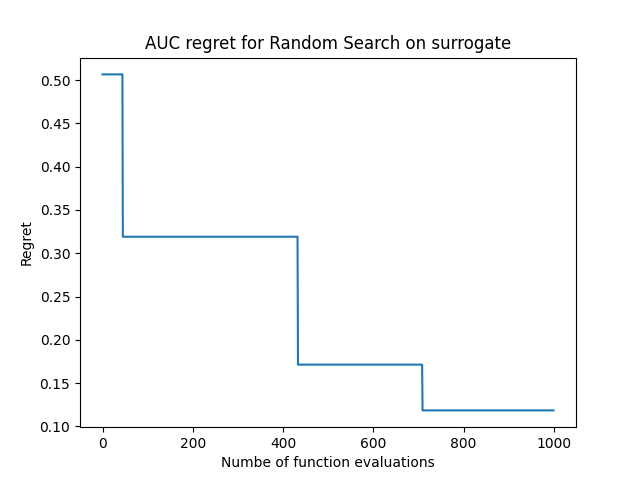 AUC regret for Random Search on surrogate
0.50
0.45
0.40
0.35
0.30
0.25
0.20
0.15
0.10
Regret
0 200 400 600 800 1000
Numbe of function evaluations